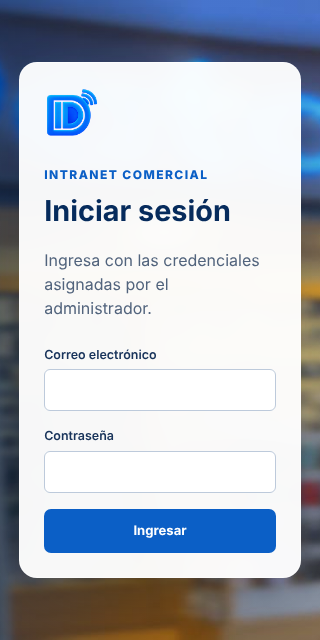 INTRANET COMERCIAL
Iniciar sesión
Ingresa con las credenciales
asignadas por el
administrador.
Correo electrónico
Contraseña
Ingresar